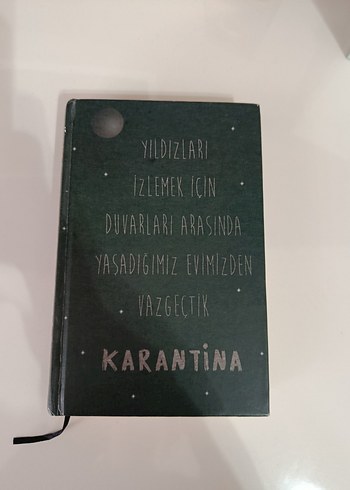 YILDIZLARI
İZLEMEK İÇİN
DUVARLARI ARASINDA
YAŞADIĞIMIZ EVİMİZDEN
VAZGEÇTİK
KARANTİNA